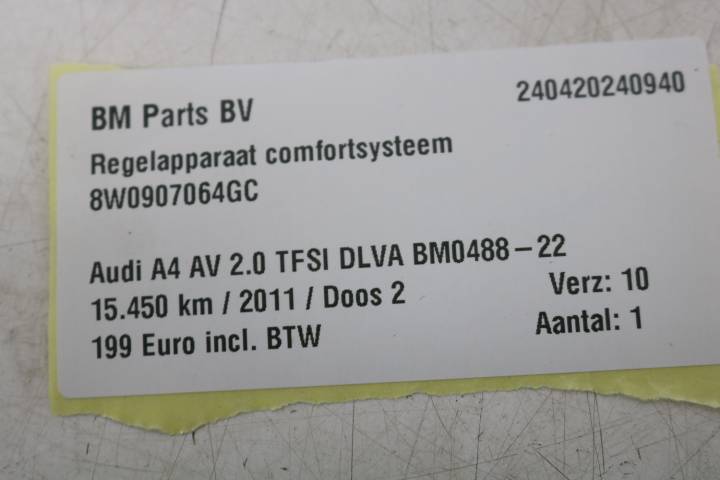 BM Parts BV 240420240940
Regelapparaat comfortsysteem
8W0907064GC
Audi A4 AV 2.0 TFSI DLVA BM0488-22
15.450 km / 2011 / Doos 2 Verz: 10
199 Euro incl. BTW Aantal: 1